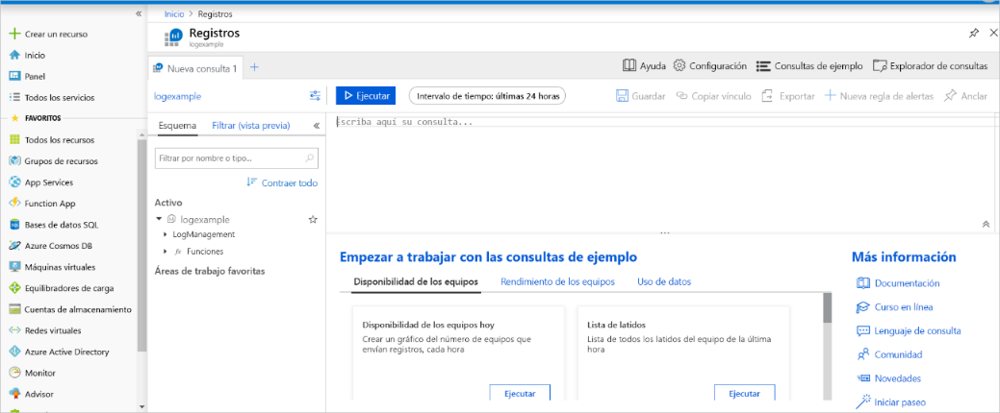 Inicio > Registros
Crear un recurso
Inicio
Panel
Todos los servicios
FAVORITOS
Todos los recursos
Grupos de recursos
App Services
Function App
Bases de datos SQL
Azure Cosmos DB
Máquinas virtuales
Equilibradores de carga
Cuentas de almacenamiento
Redes virtuales
Azure Active Directory
Monitor
Advisor
Registros
logexample
Nueva consulta 1
Ayuda Configuración Consultas de ejemplo Explorador de consultas
logexample
Ejecutar Intervalo de tiempo: últimas 24 horas
Guardar Copiar vínculo Exportar Nueva regla de alertas Anclar
Esquema Filtrar (vista previa)
Filtrar por nombre o tipo...
Contraer todo
Activo
logexample
LogManagement
fx Funciones
Áreas de trabajo favoritas
Escriba aquí su consulta...
Empezar a trabajar con las consultas de ejemplo
Disponibilidad de los equipos Rendimiento de los equipos Uso de datos
Disponibilidad de los equipos hoy
Crear un gráfico del número de equipos que
envían registros, cada hora
Ejecutar
Lista de latidos
Lista de todos los latidos del equipo de la última
hora
Ejecutar
Más información
Documentación
Curso en línea
Lenguaje de consulta
Comunidad
Novedades
Iniciar paseo